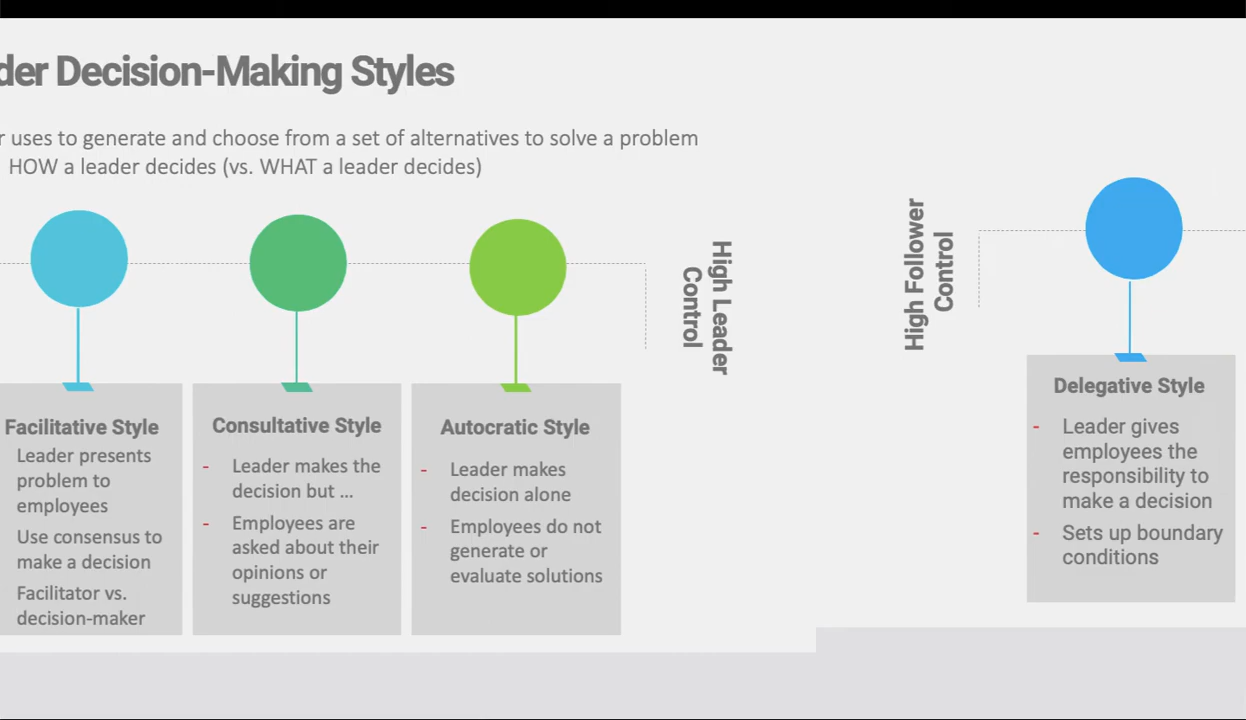 der Decision-Making Styles
r uses to generate and choose from a set of alternatives to solve a problem
HOW a leader decides (vs. WHAT a leader decides)
Facilitative Style
Leader presents
problem to
employees
Use consensus to
make a decision
Facilitator vs.
decision-maker
Consultative Style
- Leader makes the
decision but ...
- Employees are
asked about their
opinions or
suggestions
Autocratic Style
- Leader makes
decision alone
- Employees do not
generate or
evaluate solutions
High Leader
Control
High Follower
Control
Delegative Style
- Leader gives
employees the
responsibility to
make a decision
- Sets up boundary
conditions